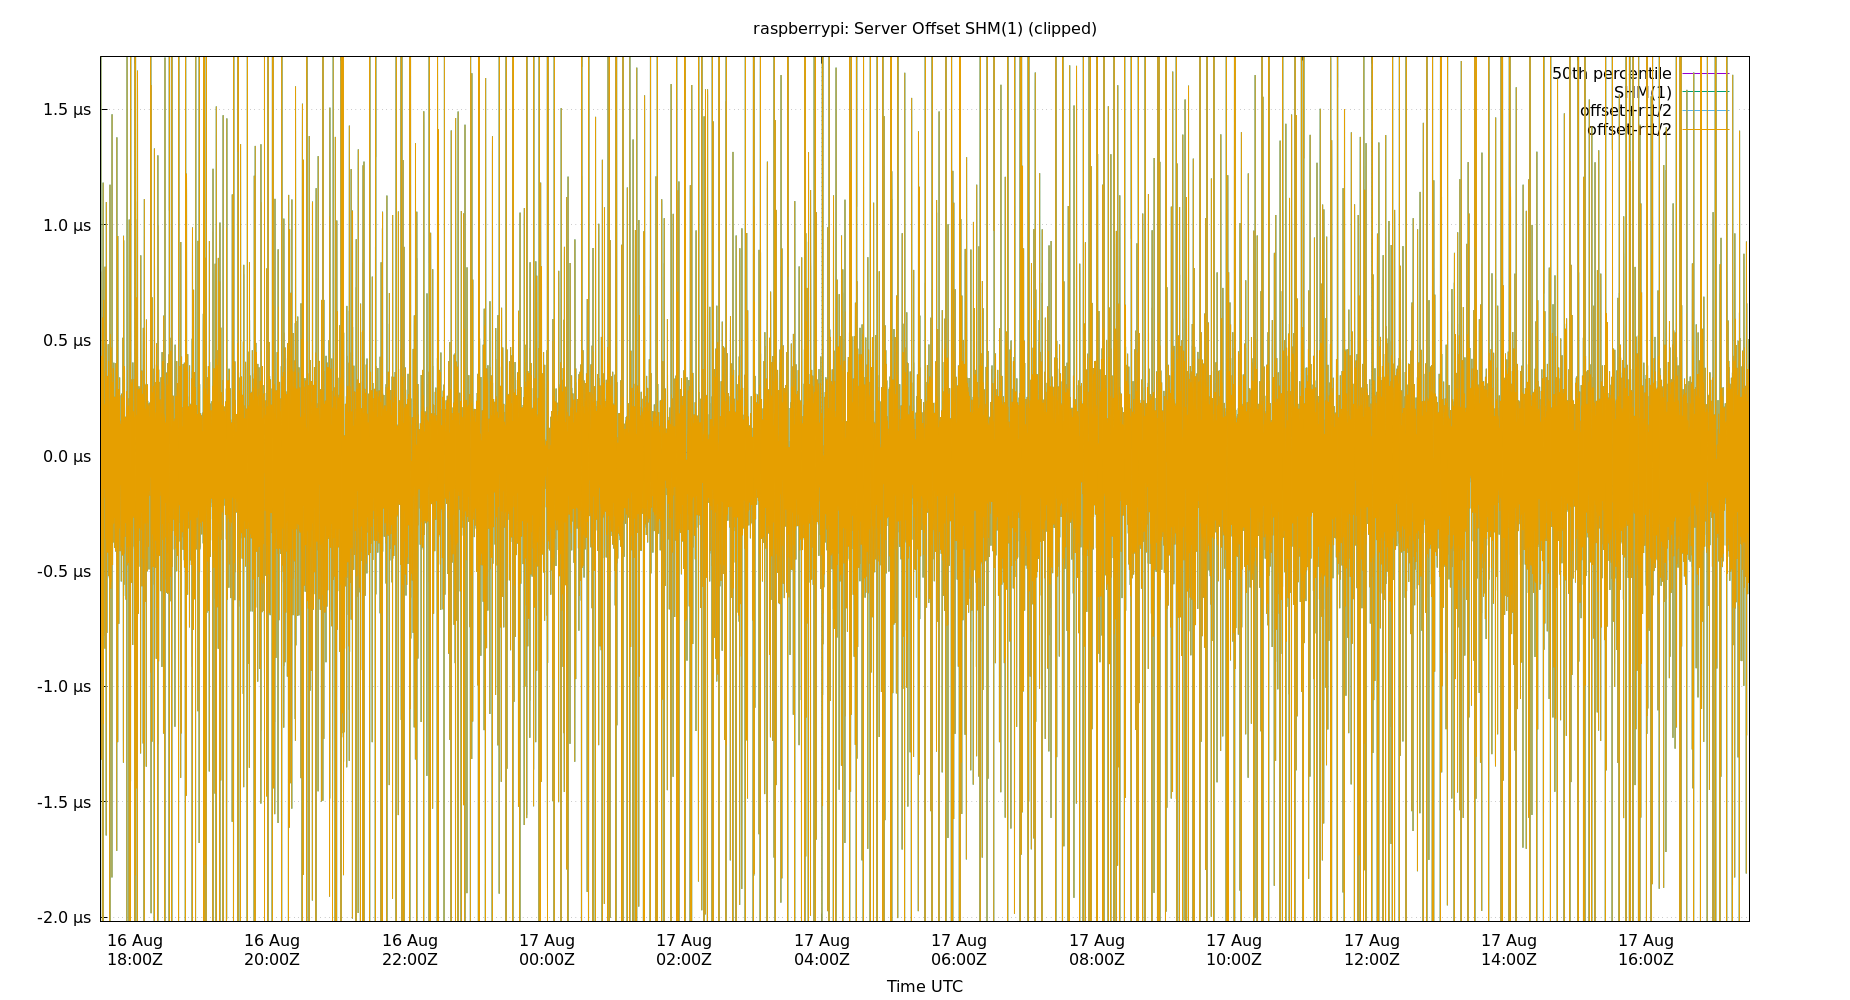 raspberrypi: Server Offset SHM(1) (clipped)
50th percentile
SHM(1)
offset+rtt/2
offset-rtt/2
1.5 µs
1.0 µs
0.5 µs
0.0 µs
-0.5 µs
-1.0 µs
-1.5 µs
-2.0 µs
16 Aug 16 Aug 16 Aug 17 Aug 17 Aug 17 Aug 17 Aug 17 Aug 17 Aug 17 Aug 17 Aug 17 Aug
18:00Z 20:00Z 22:00Z 00:00Z 02:00Z 04:00Z 06:00Z 08:00Z 10:00Z 12:00Z 14:00Z 16:00Z
Time UTC